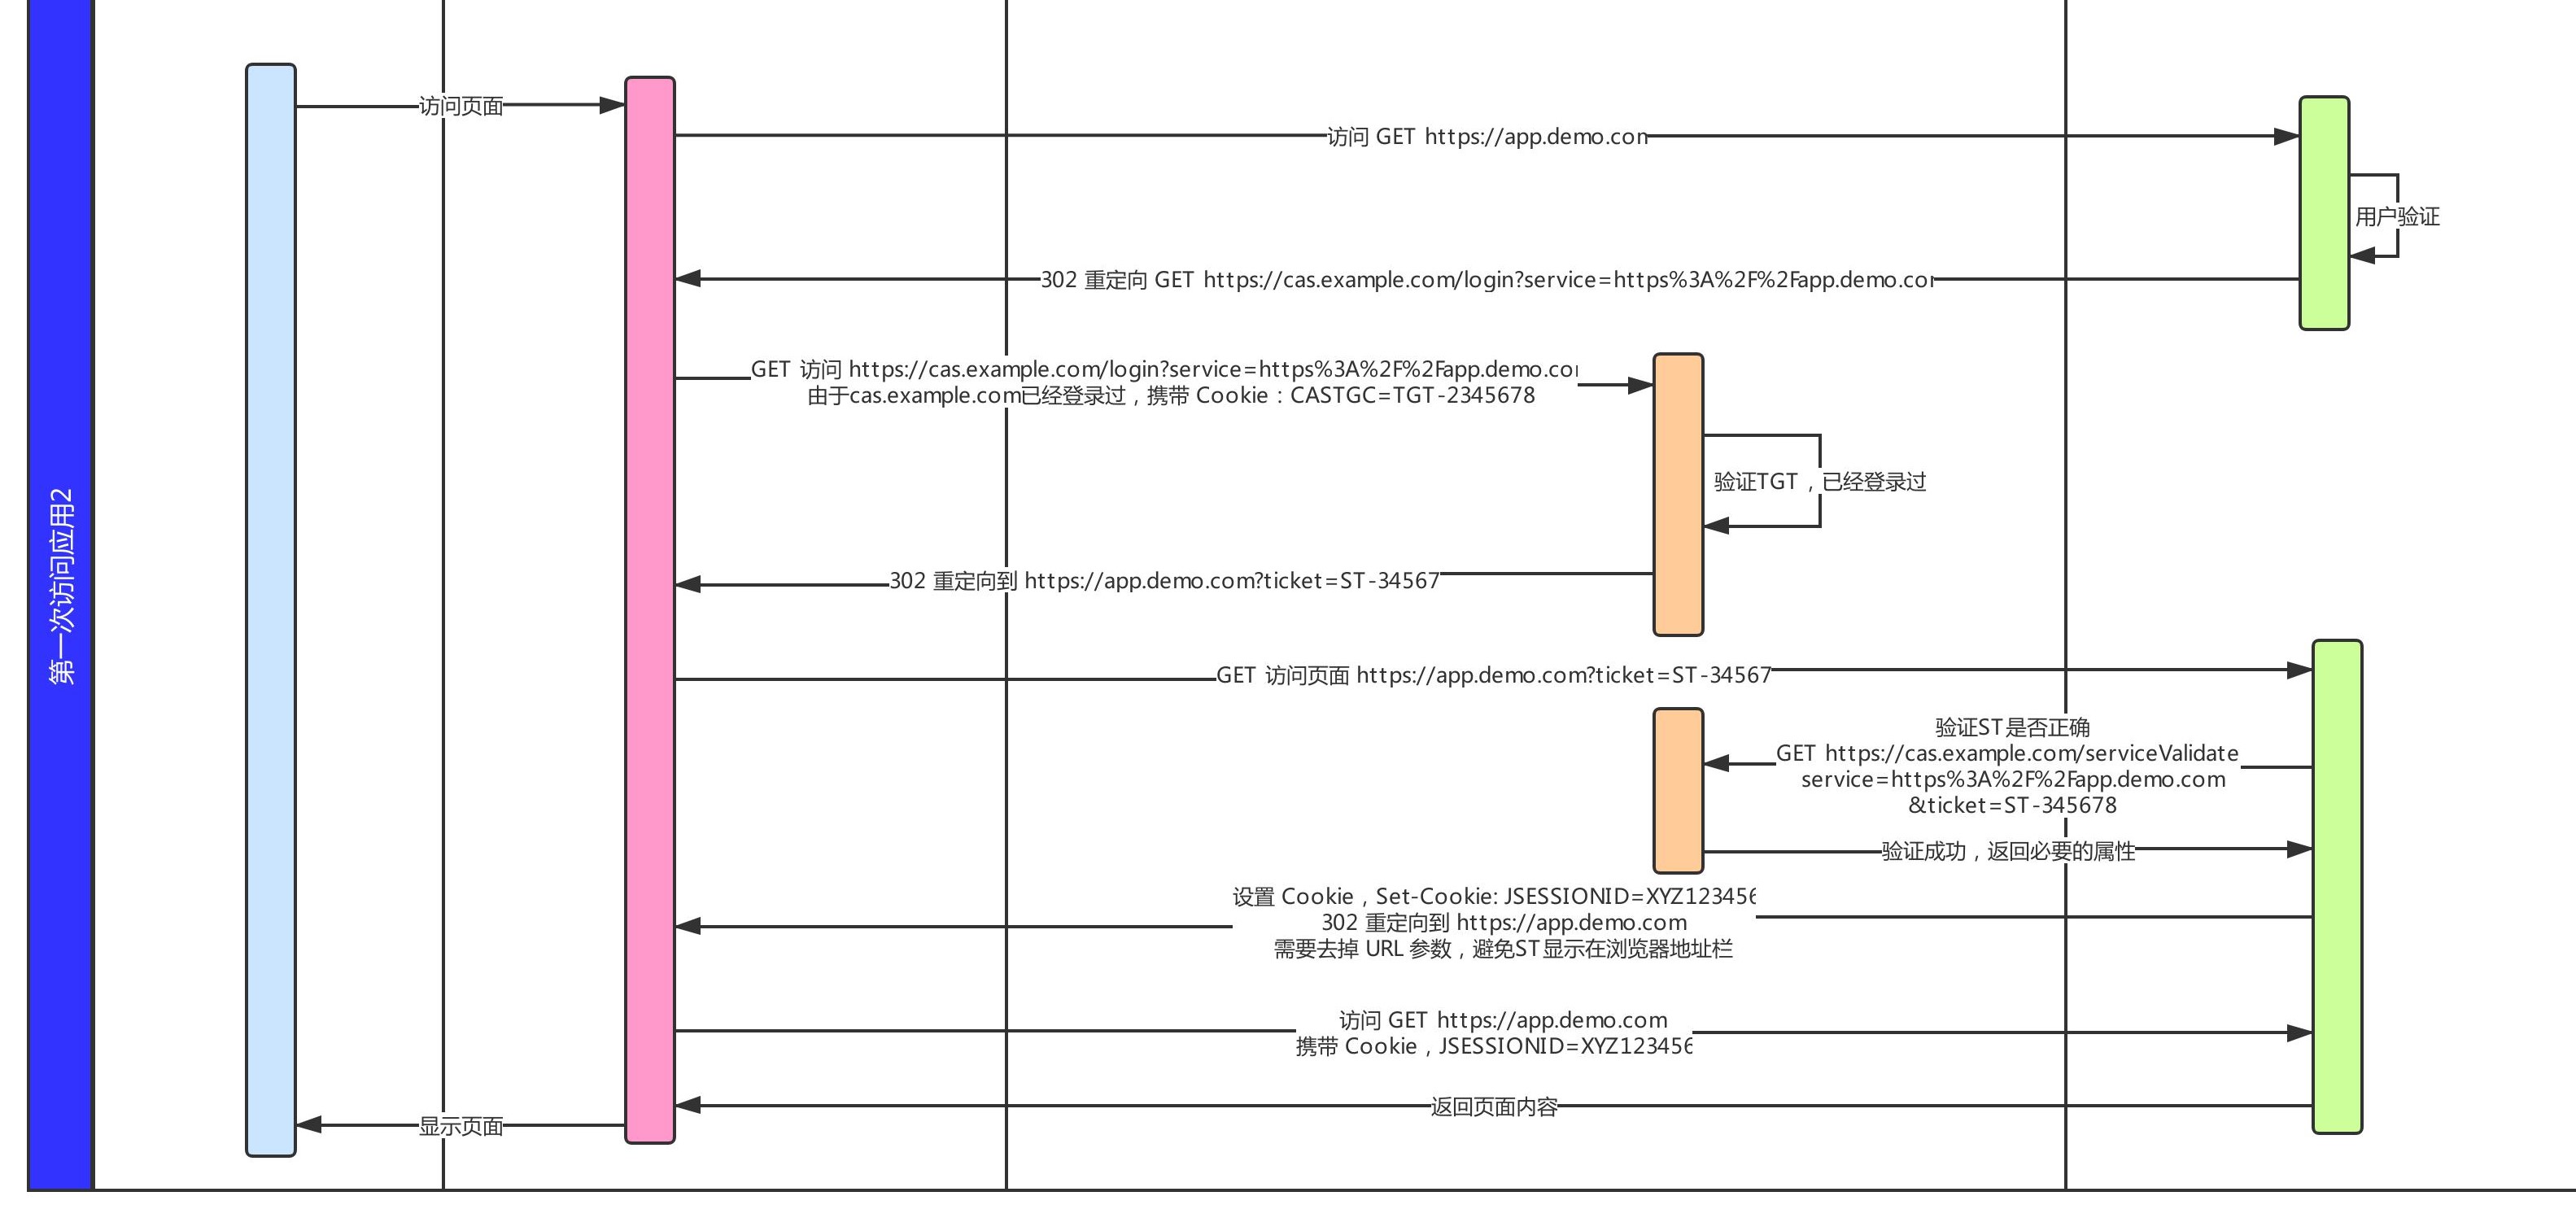 第一次访问应用2
访问页面
访问 GET https://app.demo.con
用户验证
302 重定向 GET https://cas.example.com/login?service=https%3A%2F%2Fapp.demo.co
GET 访问 https://cas.example.com/login?service=https%3A%2F%2Fapp.demo.co
由于cas.example.com已经登录过，携带 Cookie：CASTGC=TGT-2345678
验证TGT，已经登录过
302 重定向到 https://app.demo.com?ticket=ST-34567
GET 访问页面 https://app.demo.com?ticket=ST-34567
验证ST是否正确
GET https://cas.example.com/serviceValidate
service=https%3A%2F%2Fapp.demo.com
&ticket=ST-345678
验证成功，返回必要的属性
设置 Cookie，Set-Cookie: JSESSIONID=XYZ123456
302 重定向到 https://app.demo.com
需要去掉 URL 参数，避免ST显示在浏览器地址栏
访问 GET https://app.demo.com
携带 Cookie，JSESSIONID=XYZ123456
返回页面内容
显示页面